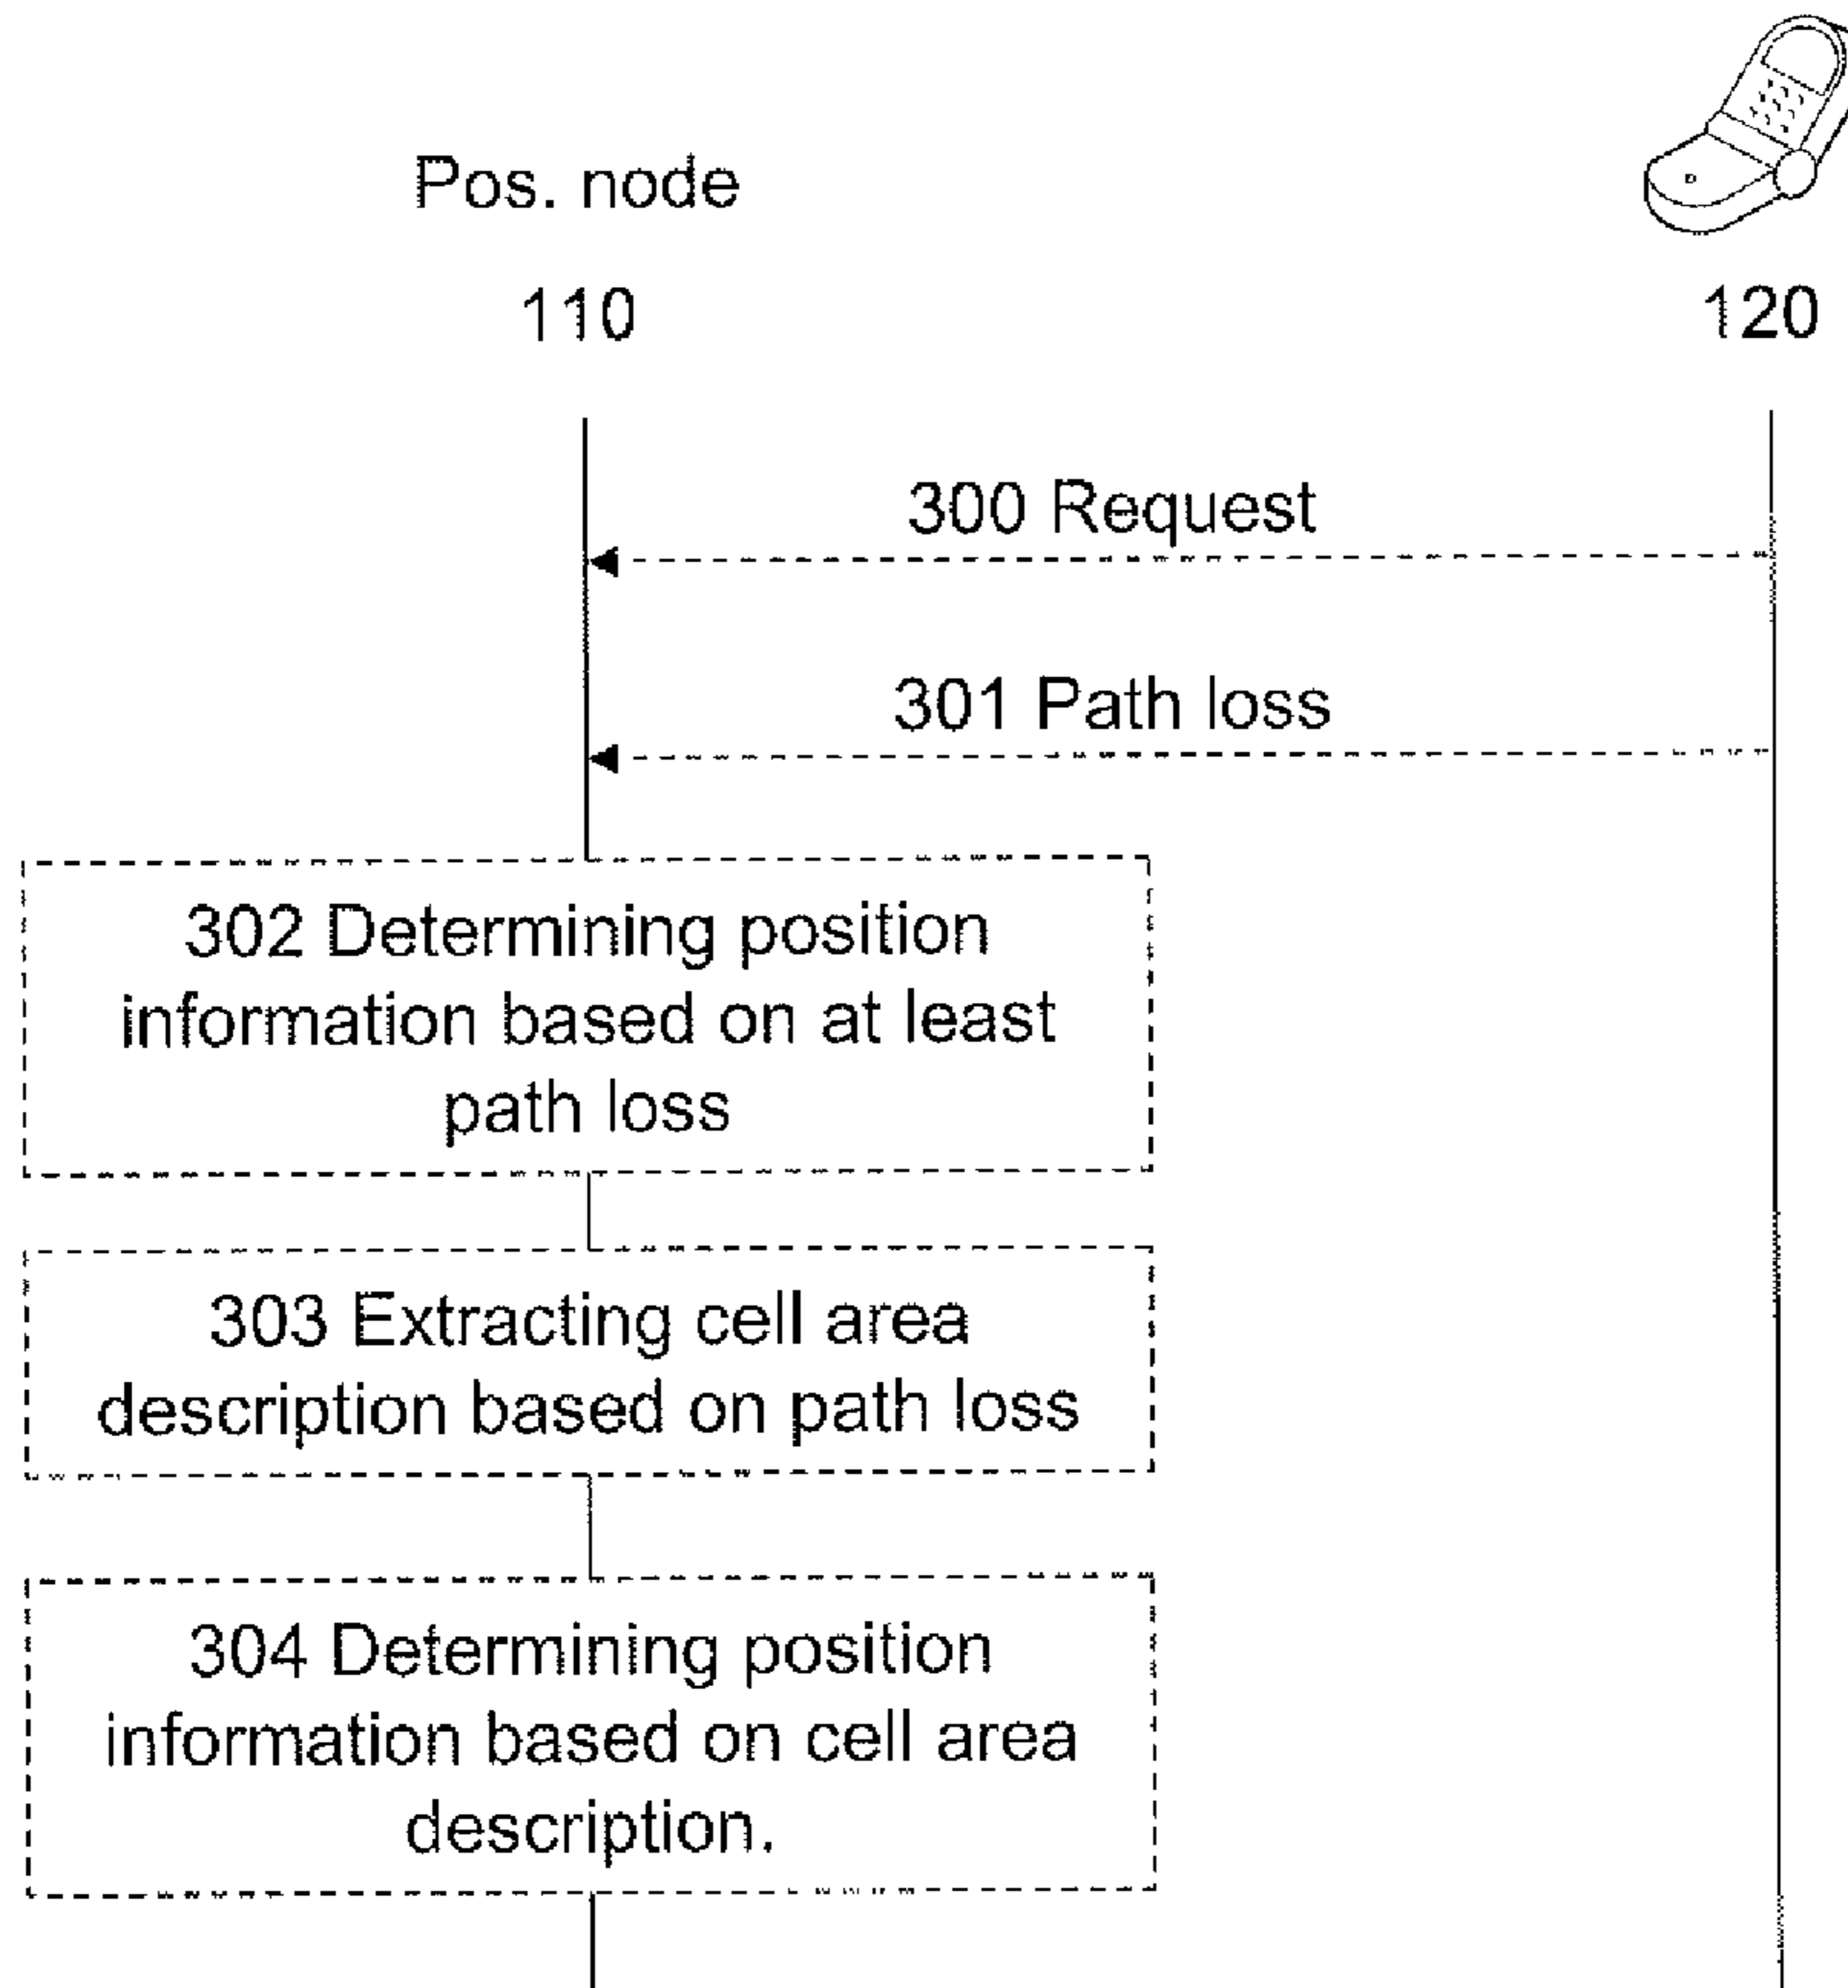 Pos. node
110
120
300 Request
301 Path loss
302 Determining position
information based on at least
path loss
303 Extracting cell area
description based on path loss
304 Determining position
information based on cell area
description.